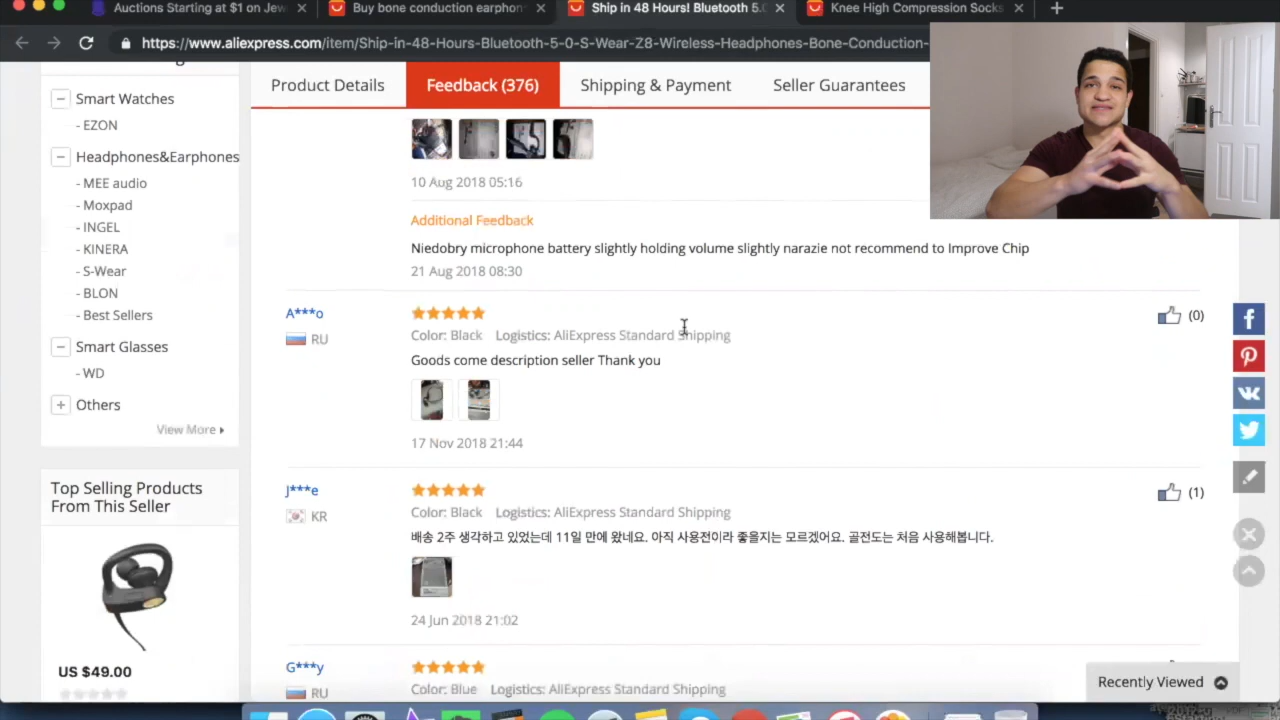 Auctions Starting at $1 on Jew
Buy bone conduction earphon
Ship in 48 Hours! Bluetooth 5.0
Knee High Compression Socks
https://www.aliexpress.com/item/Ship-in-48-Hours-Bluetooth-5-0-S-Wear-Z8-Wireless-Headphones-Bone-Conduction-
Product Details
Feedback (376)
Shipping & Payment
Seller Guarantees
Smart Watches
- EZON
Headphones&Earphones
- MEE audio
- Moxpad
- INGEL
- KINERA
- S-Wear
- BLON
- Best Sellers
Smart Glasses
- WD
Others
View More
Top Selling Products
From This Seller
US $49.00
10 Aug 2018 05:16
Additional Feedback
Niedobry microphone battery slightly holding volume slightly narazie not recommend to Improve Chip
21 Aug 2018 08:30
A***o
RU
Color: Black Logistics: AliExpress Standard Shipping
Goods come description seller Thank you
(0)
17 Nov 2018 21:44
J***e
KR
Color: Black Logistics: AliExpress Standard Shipping
배송 2주 생각하고 있었는데 11일 만에 왔네요. 아직 사용전이라 좋을지는 모르겠어요. 골전도는 처음 사용해봅니다.
(1)
24 Jun 2018 21:02
G***y
RU
Color: Blue Logistics: AliExpress Standard Shipping
Recently Viewed